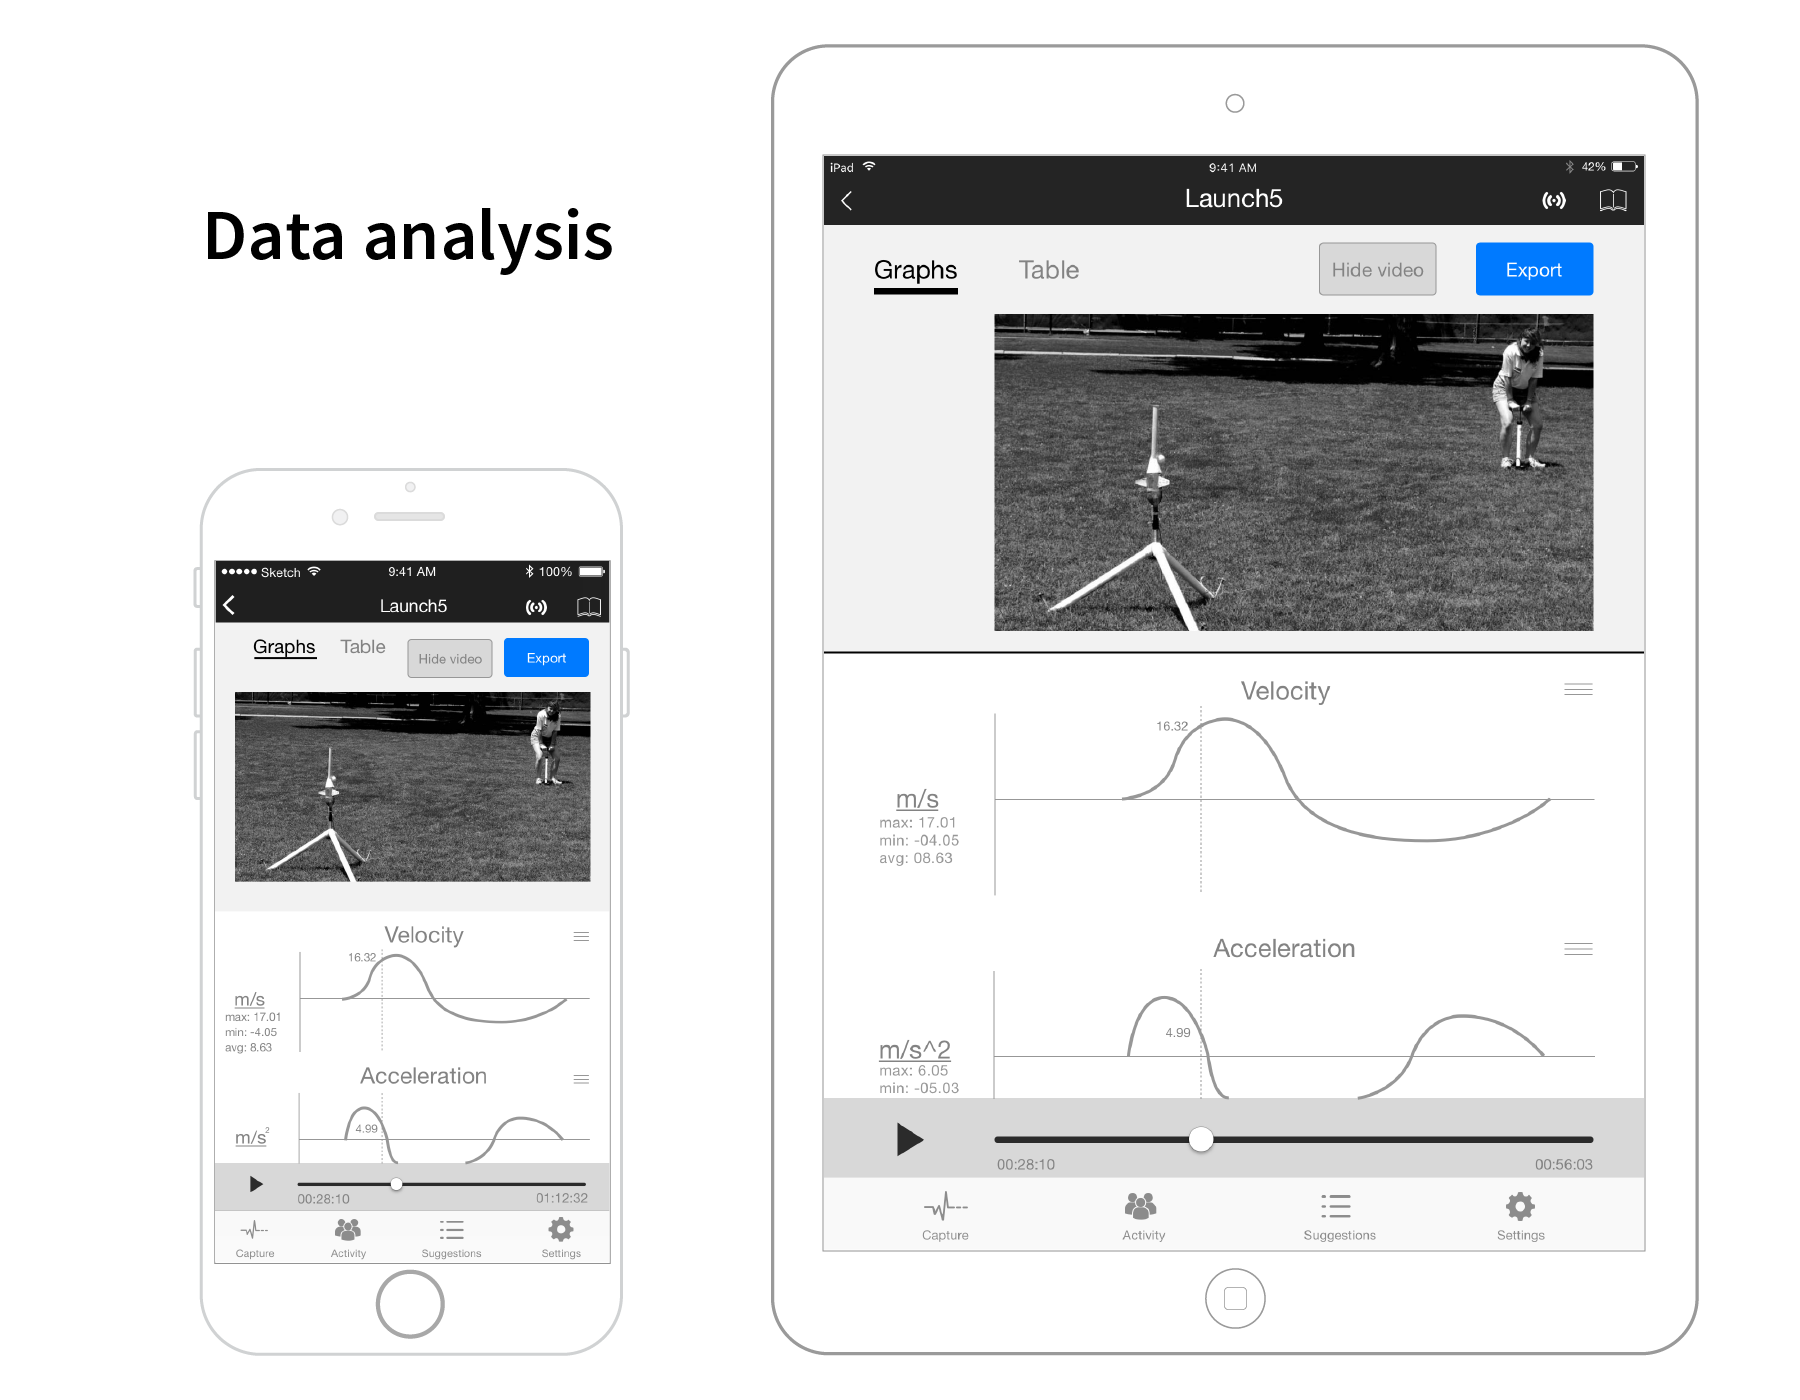 Data analysis
Sketch 9:41 AM 100%
Launch5
Graphs Table Hide video Export
Velocity
16.32
m/s
max: 17.01
min: -4.05
avg: 8.63
Acceleration
4.99
m/s²
00:28:10 01:12:32
Capture Activity Suggestions Settings
iPad 9:41 AM 42%
Launch5
Graphs Table Hide video Export
Velocity
16.32
m/s
max: 17.01
min: -04.05
avg: 08.63
Acceleration
4.99
m/s^2
max: 6.05
min: -05.03
00:28:10 00:56:03
Capture Activity Suggestions Settings